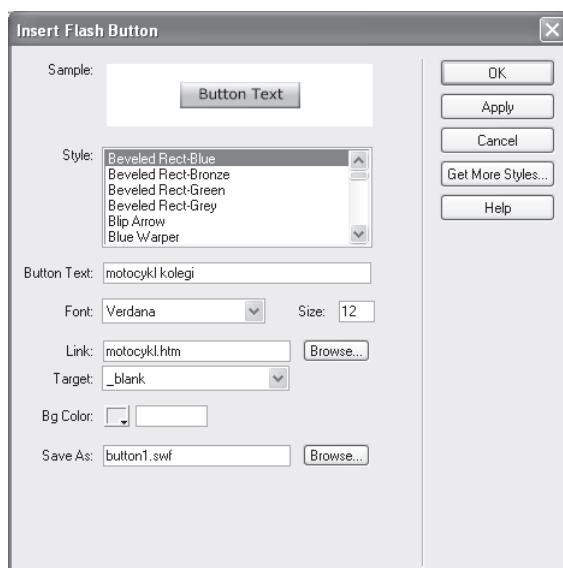 Insert Flash Button
Sample:
Button Text
Style:
Beveled Rect-Blue
Beveled Rect-Bronze
Beveled Rect-Green
Beveled Rect-Grey
Blip Arrow
Blue Warper
Button Text: motocykl kolegi
Font: Verdana Size: 12
Link: motocykl.htm Browse...
Target: _blank
Bg Color:
Save As: button1.swf Browse...
OK
Apply
Cancel
Get More Styles...
Help